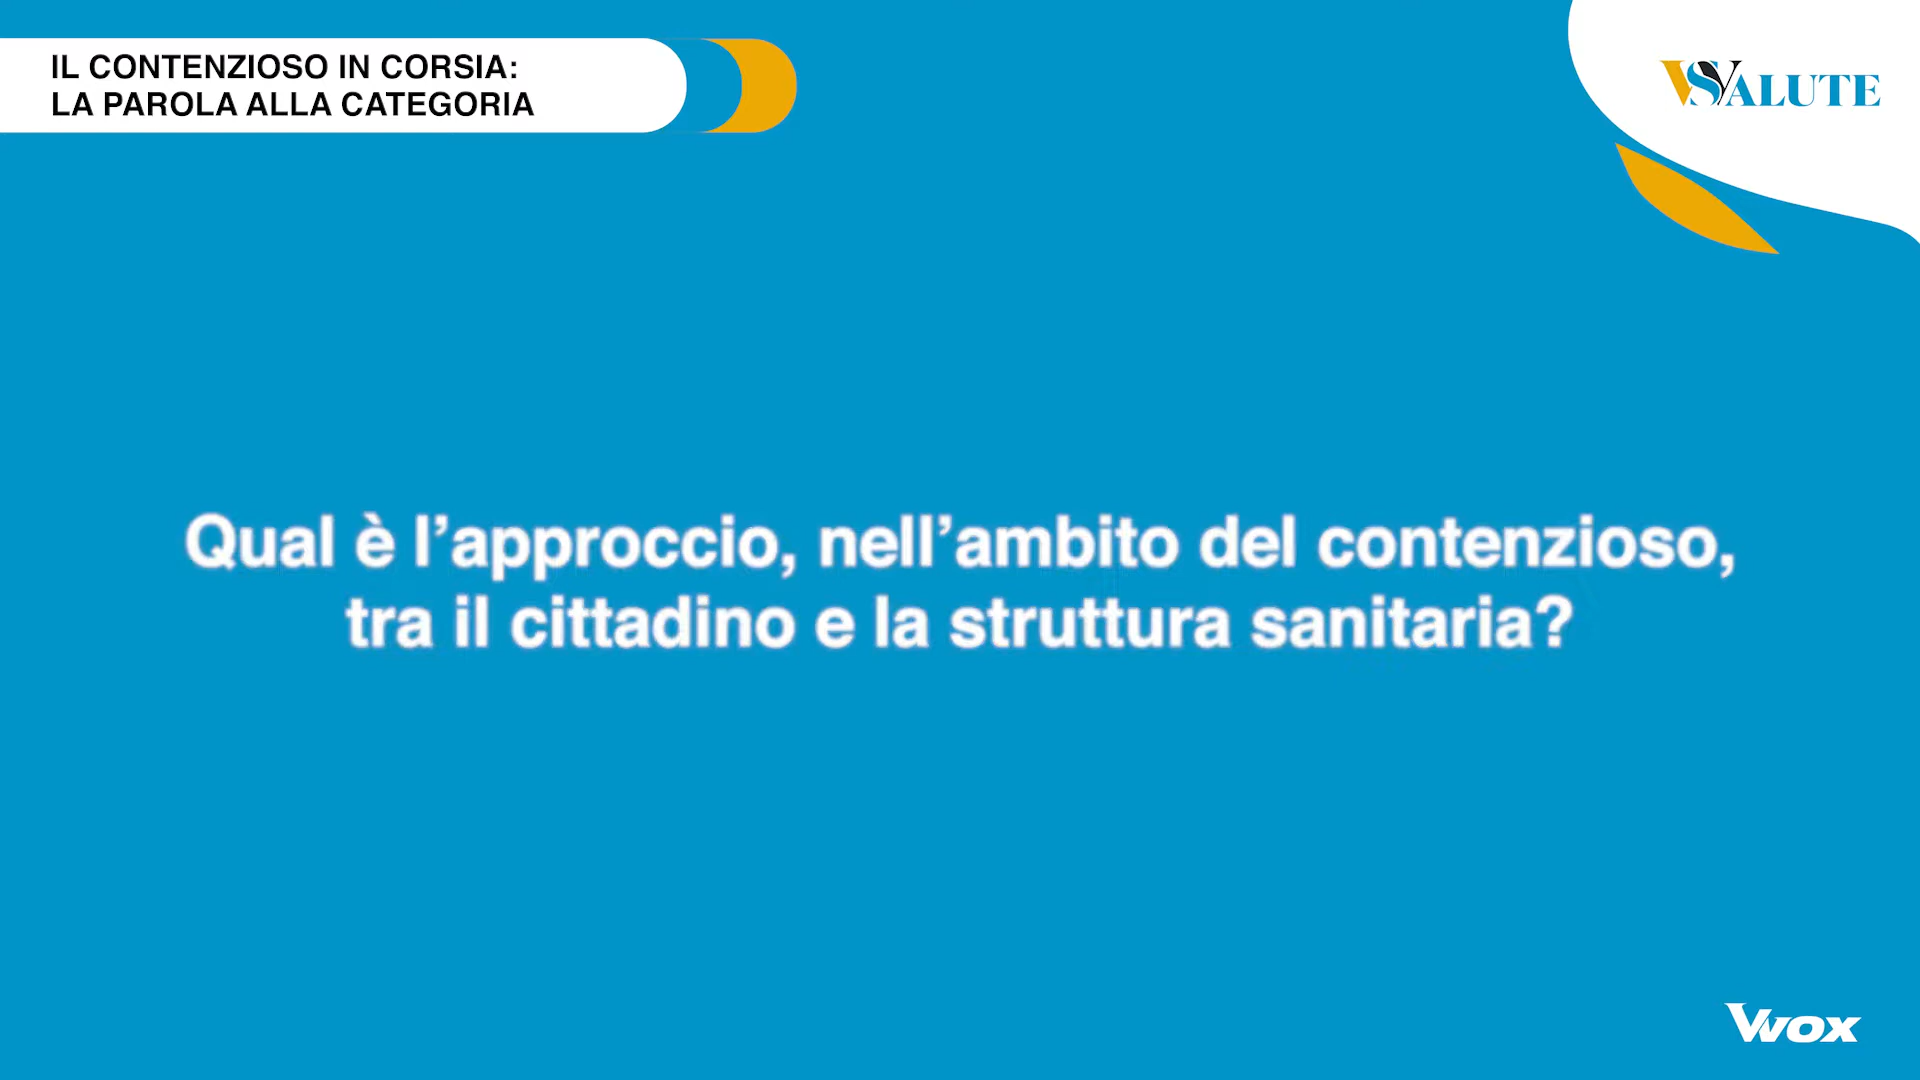 IL CONTENZIOSO IN CORSIA:
LA PAROLA ALLA CATEGORIA
VSALUTE
Qual è l’approccio, nell’ambito del contenzioso,
tra il cittadino e la struttura sanitaria?
Vvox